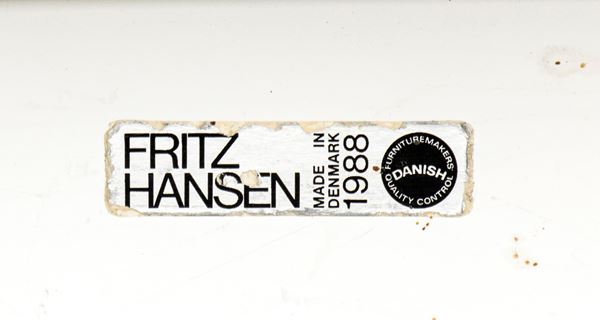 FRITZ
HANSEN
MADE IN
DENMARK
1988
FURNITUREMAKERS
DANISH
QUALITY CONTROL